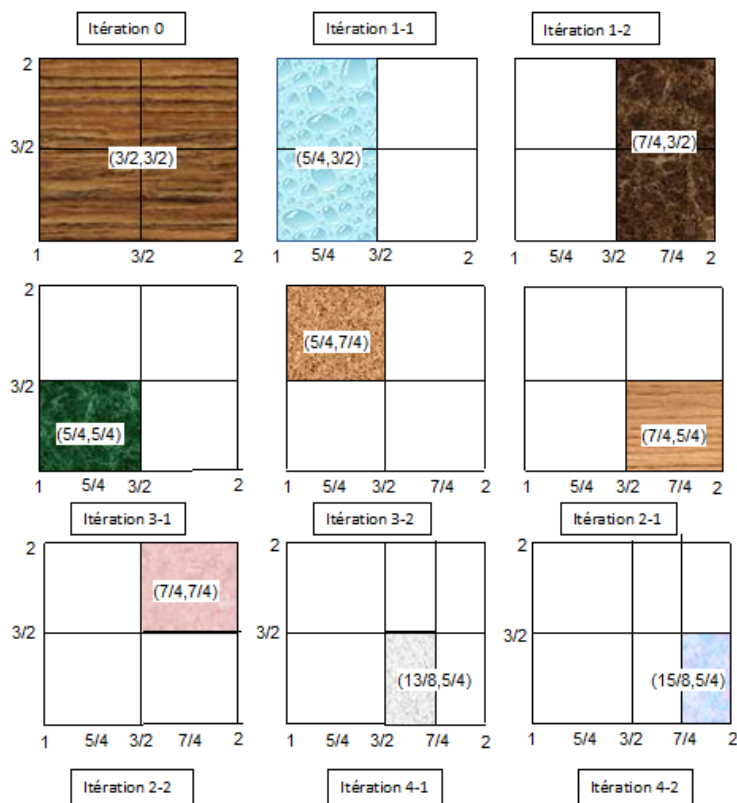 Itération 0
Itération 1-1
Itération 1-2
2
3/2
(3/2,3/2)
(5/4,3/2)
(7/4,3/2)
1 3/2 2
1 5/4 3/2 2
1 5/4 3/2 7/4 2
2
3/2
(5/4,5/4)
(5/4,7/4)
(7/4,5/4)
1 5/4 3/2 2
1 5/4 3/2 7/4 2
1 5/4 3/2 7/4 2
Itération 3-1
Itération 3-2
Itération 2-1
2
3/2
(7/4,7/4)
2
3/2
(13/8,5/4)
2
3/2
(15/8,5/4)
1 5/4 3/2 7/4 2
1 5/4 3/2 7/4 2
1 5/4 3/2 7/4 2
Itération 2-2
Itération 4-1
Itération 4-2